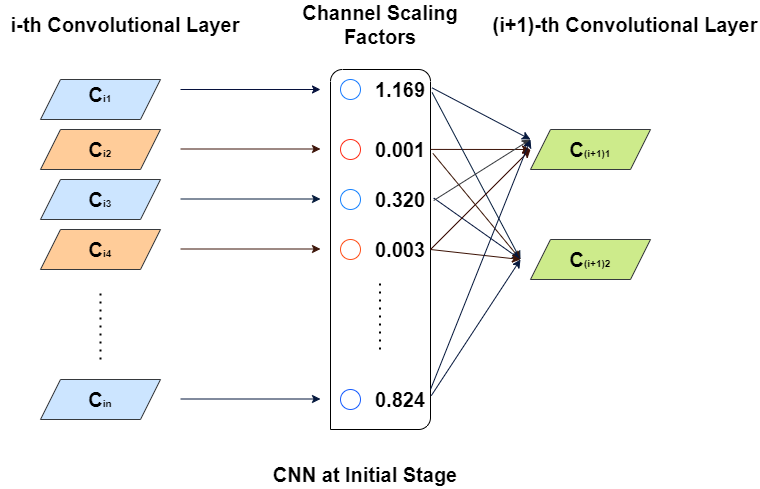 i-th Convolutional Layer
Channel Scaling
Factors
(i+1)-th Convolutional Layer
Ci1
1.169
Ci2
0.001
C(i+1)1
Ci3
0.320
Ci4
0.003
C(i+1)2
Cin
0.824
CNN at Initial Stage